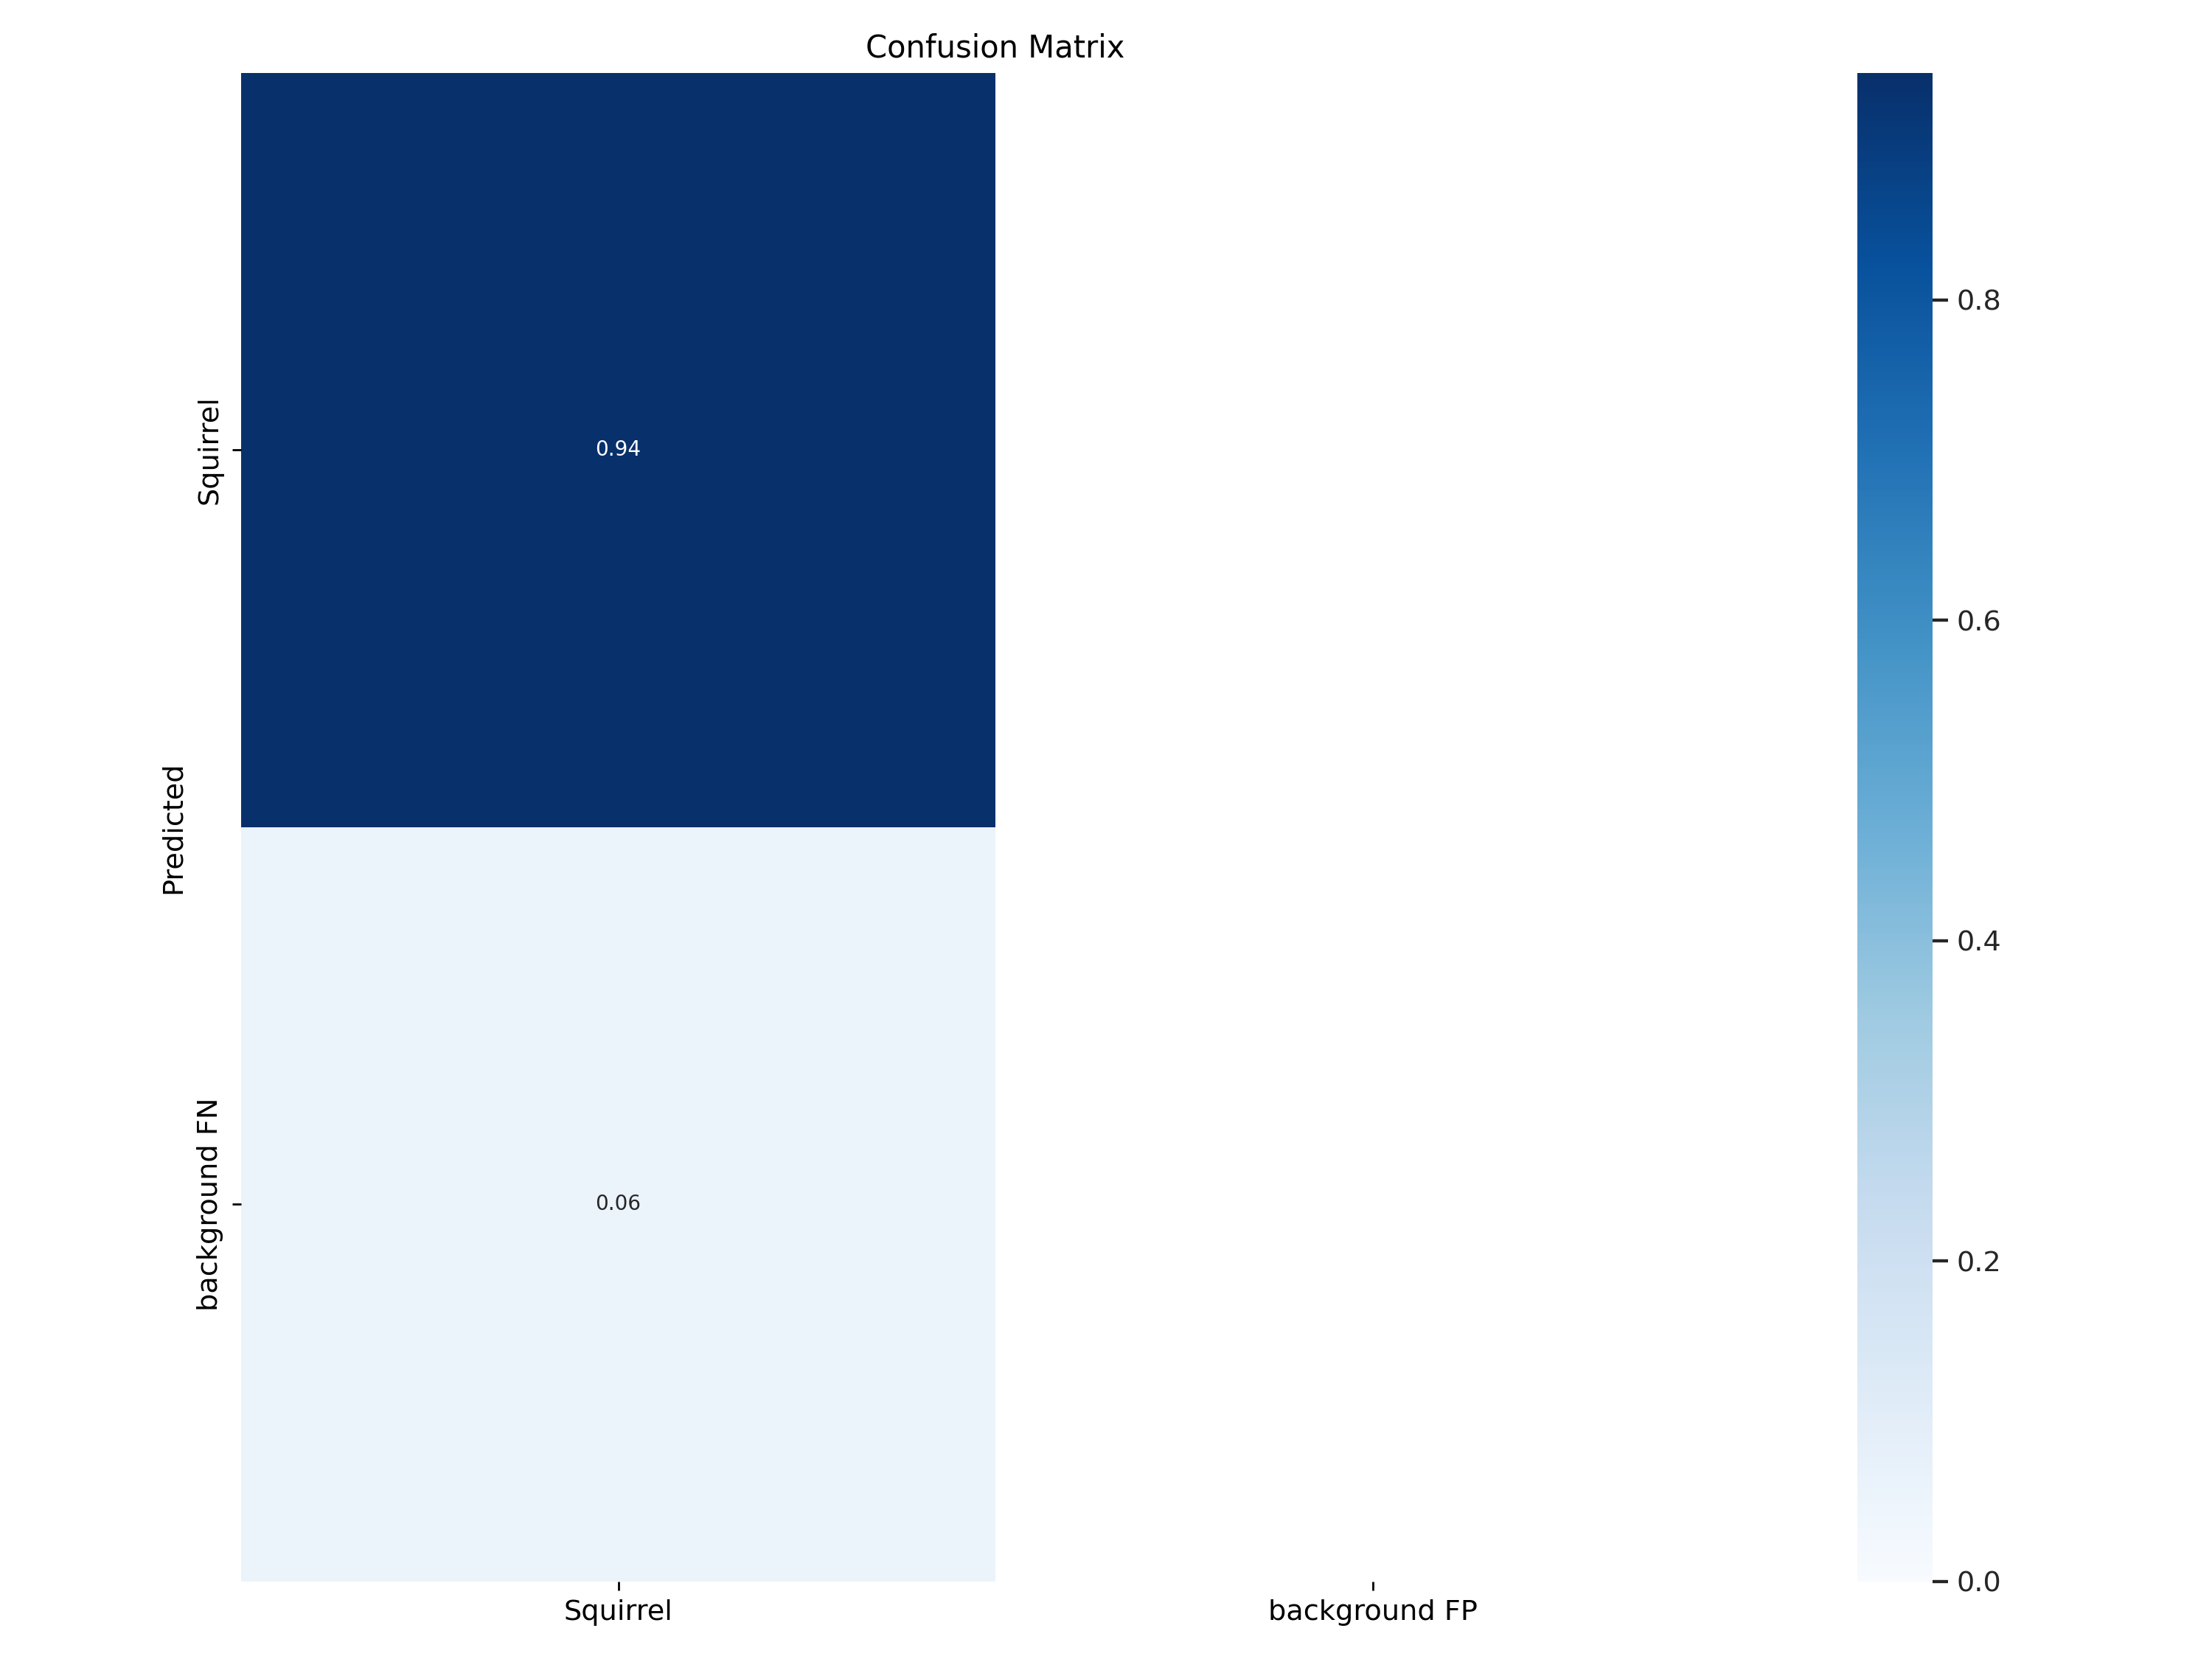 Confusion Matrix
Squirrel
0.94
Predicted
background FN
0.06
Squirrel
background FP
0.8
0.6
0.4
0.2
0.0